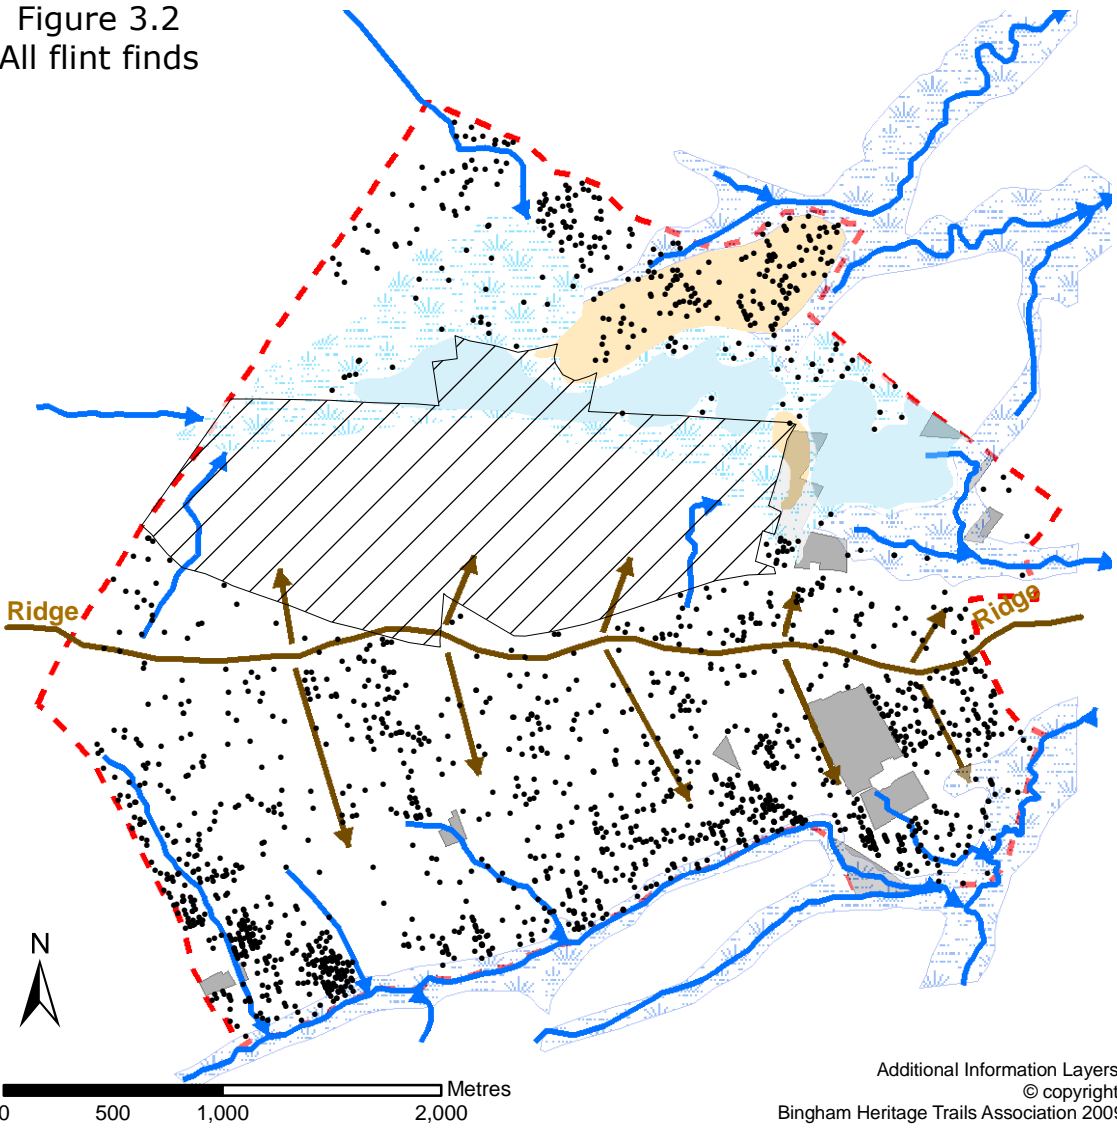 Figure 3.2
All flint finds
Ridge
Ridge
N
Metres
0 500 1,000 2,000
Additional Information Layers
© copyright
Bingham Heritage Trails Association 2009